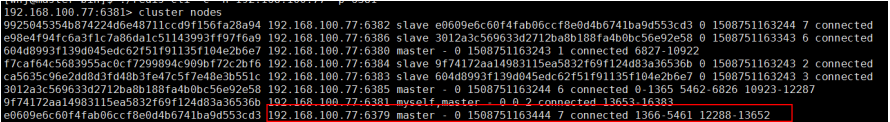 192.168.100.77:6381> cluster nodes
9925045354b874224d6e48711ccd9f156fa28a94 192.168.100.77:6382 slave e0609e6c60f4fab06ccf8e0d4b6741ba9d553cd3 0 1508751163244 7 connected
e98e4f94fc6a3f1c7a86da1c51143993ff97f6a9 192.168.100.77:6386 slave 3012a3c569633d2712ba8b188fa4b0bc56e92e58 0 1508751163343 6 connected
604d8993f139d045edc62f51f91135f104e2b6e7 192.168.100.77:6380 master - 0 1508751163243 1 connected 6827-10922
f7caf64c5683955ac0cf7299894c909bf72c2bf6 192.168.100.77:6384 slave 9f74172aa14983115ea5832f69f124d83a36536b 0 1508751163243 2 connected
ca5635c96e2dd8d3fd48b3fe47c5f7e48e3b551c 192.168.100.77:6383 slave 604d8993f139d045edc62f51f91135f104e2b6e7 0 1508751163243 3 connected
3012a3c569633d2712ba8b188fa4b0bc56e92e58 192.168.100.77:6385 master - 0 1508751163244 6 connected 0-1365 5462-6826 10923-12287
9f74172aa14983115ea5832f69f124d83a36536b 192.168.100.77:6381 myself,master - 0 0 2 connected 13653-16383
e0609e6c60f4fab06ccf8e0d4b6741ba9d553cd3 192.168.100.77:6379 master - 0 1508751163444 7 connected 1366-5461 12288-13652